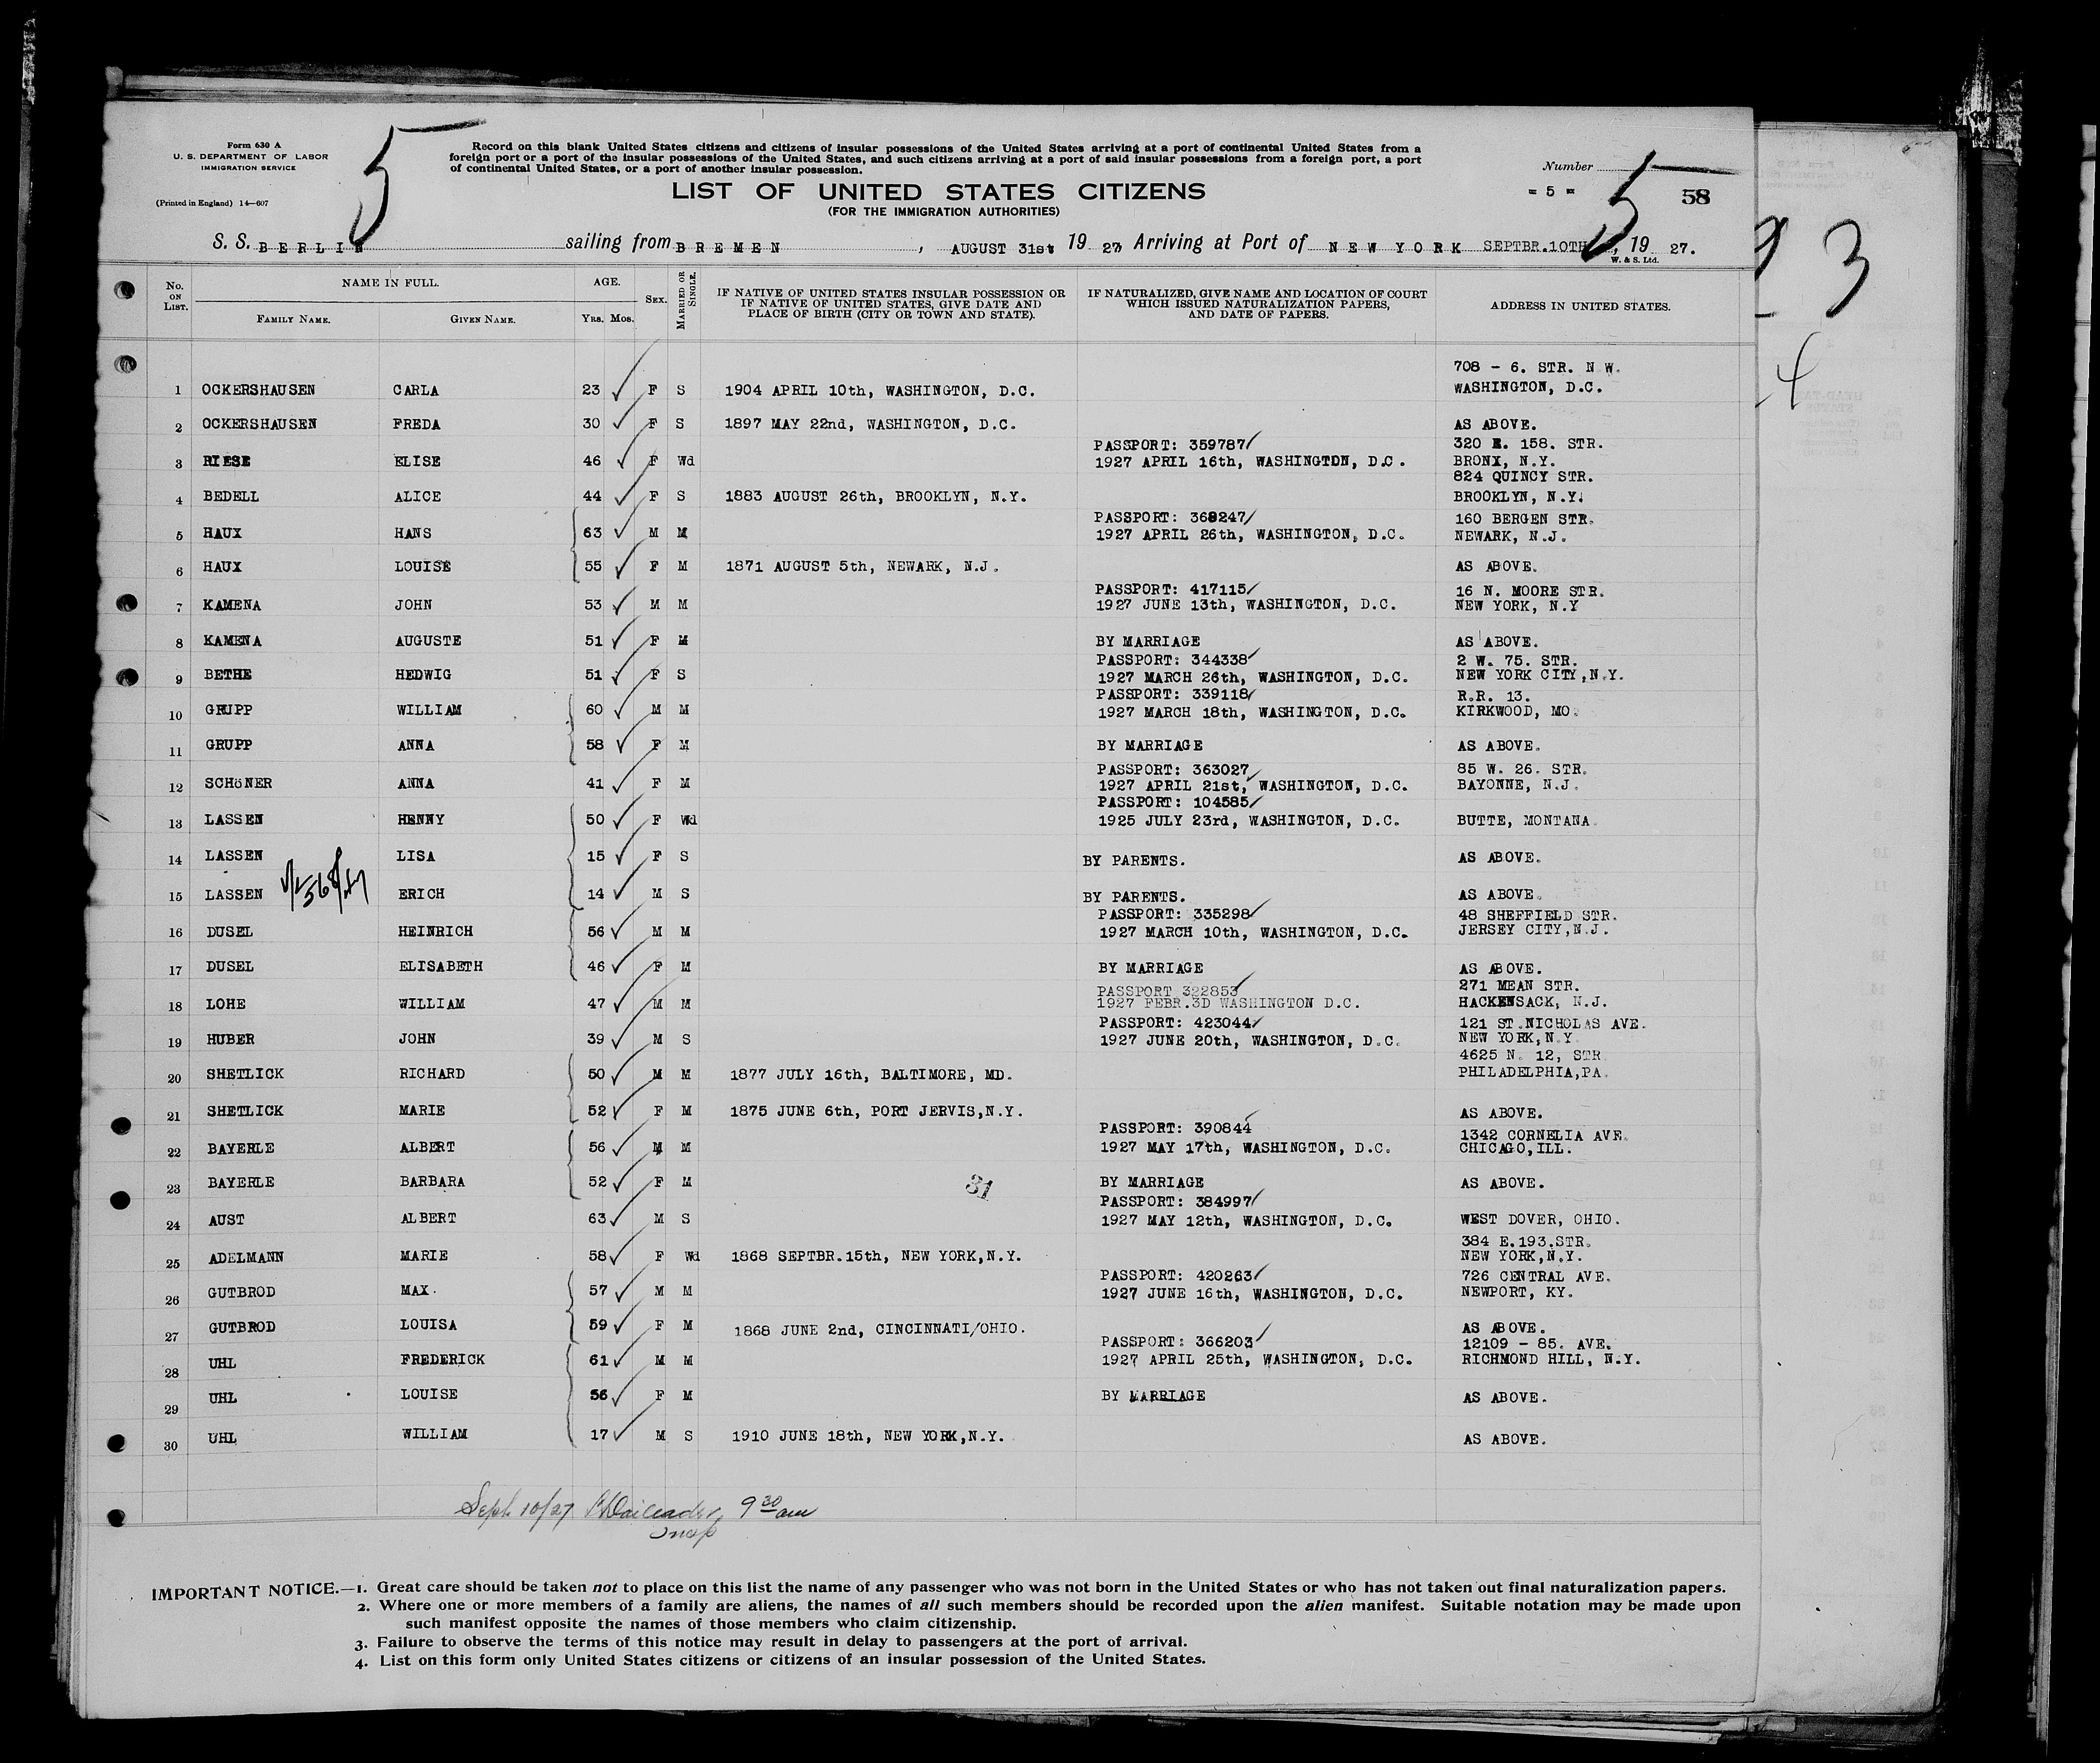 Form 630 A
U. S. DEPARTMENT OF LABOR
IMMIGRATION SERVICE
(Printed in England) 14—607
5
Record on this blank United States citizens and citizens of insular possessions of the United States arriving at a port of continental United States from a
foreign port or a port of the insular possessions of the United States, and such citizens arriving at a port of said insular possessions from a foreign port, a port
of continental United States, or a port of another insular possession.
LIST OF UNITED STATES CITIZENS
(FOR THE IMMIGRATION AUTHORITIES)
Number
= 5 =
5
58
S. S. BERLIN sailing from BREMEN, AUGUST 31st 19 27 Arriving at Port of NEW YORK SEPTBR.10TH, 19 27.
W. & S. Ltd.
No. ON LIST. NAME IN FULL. FAMILY NAME. GIVEN NAME. AGE. YRS. MOS. SEX. MARRIED OR SINGLE. IF NATIVE OF UNITED STATES INSULAR POSSESSION OR IF NATIVE OF UNITED STATES, GIVE DATE AND PLACE OF BIRTH (CITY OR TOWN AND STATE). IF NATURALIZED, GIVE NAME AND LOCATION OF COURT WHICH ISSUED NATURALIZATION PAPERS, AND DATE OF PAPERS. ADDRESS IN UNITED STATES.
708 - 6. STR. N.W.
1 OCKERSHAUSEN CARLA 23 F S 1904 APRIL 10th, WASHINGTON, D.C. WASHINGTON, D.C.
2 OCKERSHAUSEN FREDA 30 F S 1897 MAY 22nd, WASHINGTON, D.C. AS ABOVE.
PASSPORT: 359787 320 E. 158. STR.
3 RIESE ELISE 46 F Wd 1927 APRIL 16th, WASHINGTON, D.C. BRONX, N.Y.
824 QUINCY STR.
4 BEDELL ALICE 44 F S 1883 AUGUST 26th, BROOKLYN, N.Y. BROOKLYN, N.Y.
PASSPORT: 368247 160 BERGEN STR.
5 HAUX HANS 63 M M 1927 APRIL 26th, WASHINGTON, D.C. NEWARK, N.J.
6 HAUX LOUISE 55 F M 1871 AUGUST 5th, NEWARK, N.J. AS ABOVE.
PASSPORT: 417115 16 N. MOORE STR.
7 KAMENA JOHN 53 M M 1927 JUNE 13th, WASHINGTON, D.C. NEW YORK, N.Y
8 KAMENA AUGUSTE 51 F M BY MARRIAGE AS ABOVE.
PASSPORT: 344338 2 W. 75. STR.
9 BETHE HEDWIG 51 F S 1927 MARCH 26th, WASHINGTON, D.C. NEW YORK CITY, N.Y.
PASSPORT: 339118 R.R. 13.
10 GRUPP WILLIAM 60 M M 1927 MARCH 18th, WASHINGTON, D.C. KIRKWOOD, MO.
11 GRUPP ANNA 58 F M BY MARRIAGE AS ABOVE.
PASSPORT: 363027 85 W. 26. STR.
12 SCHöNER ANNA 41 F M 1927 APRIL 21st, WASHINGTON, D.C. BAYONNE, N.J.
PASSPORT: 104585
13 LASSEN HENNY 50 F Wd 1925 JULY 23rd, WASHINGTON, D.C. BUTTE, MONTANA.
14 LASSEN LISA 15 F S BY PARENTS. AS ABOVE.
15 LASSEN ERICH 14 M S BY PARENTS. AS ABOVE.
PASSPORT: 335298 48 SHEFFIELD STR.
16 DUSEL HEINRICH 56 M M 1927 MARCH 10th, WASHINGTON, D.C. JERSEY CITY, N.J.
17 DUSEL ELISABETH 46 F M BY MARRIAGE AS ABOVE.
PASSPORT 322853 271 MEAN STR.
18 LOHE WILLIAM 47 M M 1927 FEBR.3D WASHINGTON D.C. HACKENSACK, N.J.
PASSPORT: 423044 121 ST.NICHOLAS AVE.
19 HUBER JOHN 39 M S 1927 JUNE 20th, WASHINGTON, D.C. NEW YORK, N.Y.
4625 N. 12, STR
20 SHETLICK RICHARD 50 M M 1877 JULY 16th, BALTIMORE, MD. PHILADELPHIA, PA.
21 SHETLICK MARIE 52 F M 1875 JUNE 6th, PORT JERVIS, N.Y. AS ABOVE.
PASSPORT: 390844 1342 CORNELIA AVE.
22 BAYERLE ALBERT 56 M M 1927 MAY 17th, WASHINGTON, D.C. CHICAGO, ILL.
23 BAYERLE BARBARA 52 F M 31 BY MARRIAGE AS ABOVE.
PASSPORT: 384997
24 AUST ALBERT 63 M S 1927 MAY 12th, WASHINGTON, D.C. WEST DOVER, OHIO.
384 E.193.STR.
25 ADELMANN MARIE 58 F Wd 1868 SEPTBR.15th, NEW YORK, N.Y. NEW YORK, N.Y.
PASSPORT: 420263 726 CENTRAL AVE.
26 GUTBROD MAX. 57 M M 1927 JUNE 16th, WASHINGTON, D.C. NEWPORT, KY.
27 GUTBROD LOUISA 59 F M 1868 JUNE 2nd, CINCINNATI/OHIO. AS ABOVE.
PASSPORT: 366203 12109 - 85. AVE.
28 UHL FREDERICK 61 M M 1927 APRIL 25th, WASHINGTON, D.C. RICHMOND HILL, N.Y.
29 UHL LOUISE 56 F M BY MARRIAGE AS ABOVE.
30 UHL WILLIAM 17 M S 1910 JUNE 18th, NEW YORK, N.Y. AS ABOVE.
Sept 10/27 9 30 am
Insp
IMPORTANT NOTICE.—1. Great care should be taken not to place on this list the name of any passenger who was not born in the United States or who has not taken out final naturalization papers.
2. Where one or more members of a family are aliens, the names of all such members should be recorded upon the alien manifest. Suitable notation may be made upon
such manifest opposite the names of those members who claim citizenship.
3. Failure to observe the terms of this notice may result in delay to passengers at the port of arrival.
4. List on this form only United States citizens or citizens of an insular possession of the United States.
3
4